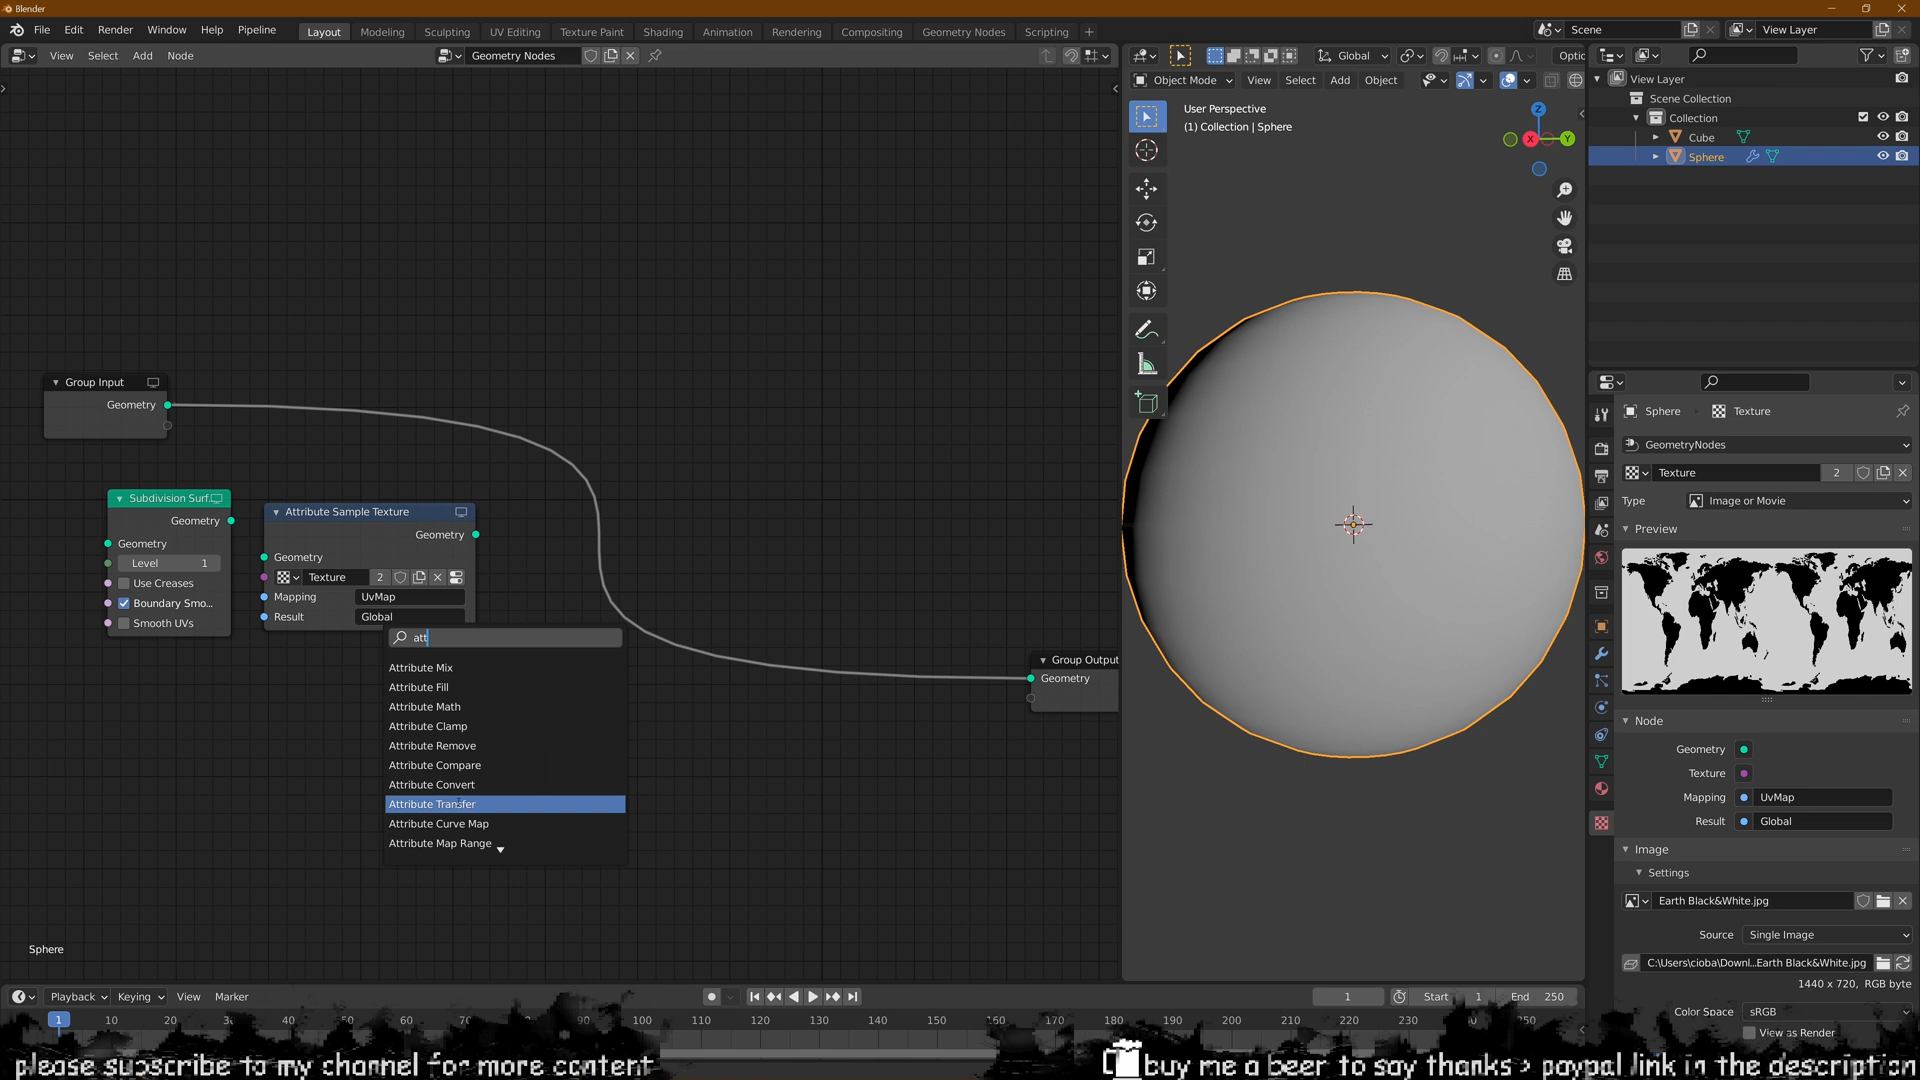 Blender
File Edit Render Window Help Pipeline
Layout Modeling Sculpting UV Editing Texture Paint Shading Animation Rendering Compositing Geometry Nodes Scripting +
Scene
View Layer
View Select Add Node
Geometry Nodes
Global
Optic
Object Mode View Select Add Object
User Perspective
(1) Collection | Sphere
Z
X
Y
View Layer
Scene Collection
Collection
Cube
Sphere
Group Input
Geometry
Subdivision Surf.
Geometry
Geometry
Level 1
Use Creases
Boundary Smo...
Smooth UVs
Attribute Sample Texture
Geometry
Geometry
Texture 2
Mapping UvMap
Result Global
att
Attribute Mix
Attribute Fill
Attribute Math
Attribute Clamp
Attribute Remove
Attribute Compare
Attribute Convert
Attribute Transfer
Attribute Curve Map
Attribute Map Range
Group Output
Geometry
Sphere
Sphere Texture
GeometryNodes
Texture 2
Type Image or Movie
Preview
Node
Geometry
Texture
Mapping UvMap
Result Global
Image
Settings
Earth Black&White.jpg
Source Single Image
C:\Users\cioba\Downl...Earth Black&White.jpg
1440 x 720, RGB byte
Color Space sRGB
View as Render
Playback Keying View Marker
1 Start 1 End 250
1 10 20 40 50 60 80 90 100 110 120 130 140 150 160 170 180 190 200 210 220 230
please subscribe to my channel for more content
buy me a beer to say thanks > paypal link in the description